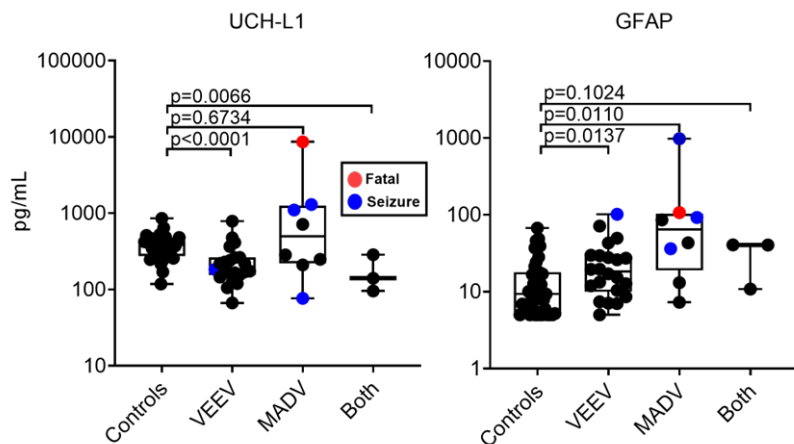 UCH-L1
GFAP
pg/mL
100000
10000
1000
100
10
p=0.0066
p=0.6734
p<0.0001
Fatal
Seizure
Controls
VEEV
MADV
Both
10000
1000
100
10
1
p=0.1024
p=0.0110
p=0.0137
Controls
VEEV
MADV
Both